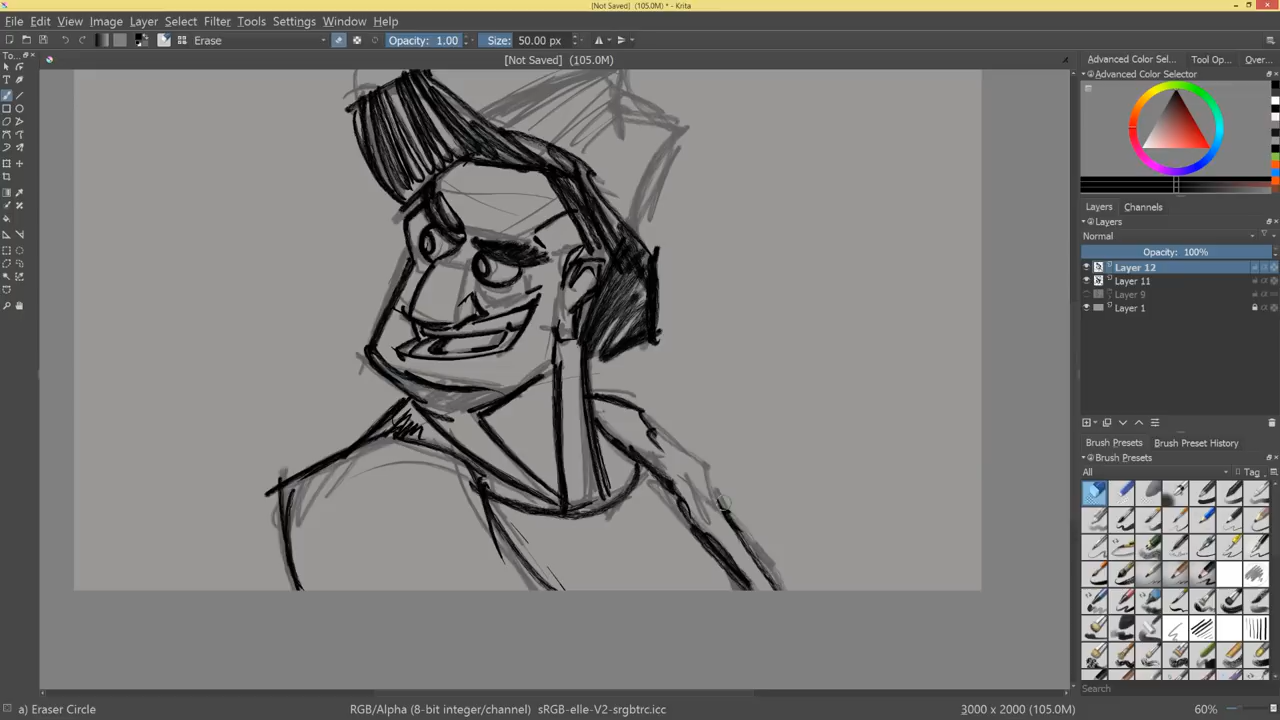 [Not Saved] (105.0M) * - Krita
File Edit View Image Layer Select Filter Tools Settings Window Help
Erase Opacity: 1.00 Size: 50.00 px
To... [Not Saved] (105.0M) Advanced Color Sel... Tool Op... Over...
Advanced Color Selector
Layers Channels
Layers
Normal
Opacity: 100%
Layer 12
Layer 11
Layer 9
Layer 1
Brush Presets Brush Preset History
Brush Presets
All Tag
Search
a) Eraser Circle RGB/Alpha (8-bit integer/channel) sRGB-elle-V2-srgbtrc.icc 3000 x 2000 (105.0M) 60%